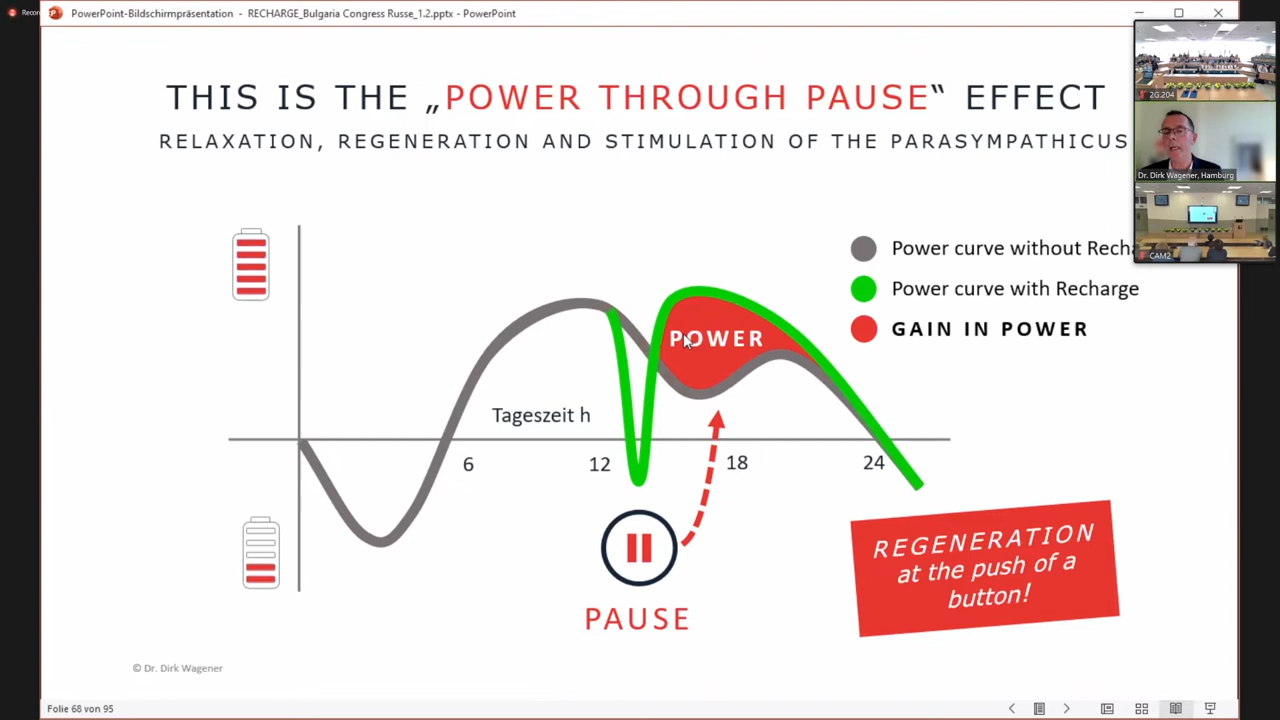 Recor
PowerPoint-Bildschirmpräsentation - RECHARGE_Bulgaria Congress Russe_1.2.pptx - PowerPoint
THIS IS THE „POWER THROUGH PAUSE“ EFFECT
RELAXATION, REGENERATION AND STIMULATION OF THE PARASYMPATHICUS
2G.204
Dr. Dirk Wagener, Hamburg
CAM2
Power curve without Recha
Power curve with Recharge
GAIN IN POWER
POWER
Tageszeit h
6
12
18
24
PAUSE
REGENERATION
at the push of a
button!
© Dr. Dirk Wagener
Folie 68 von 95